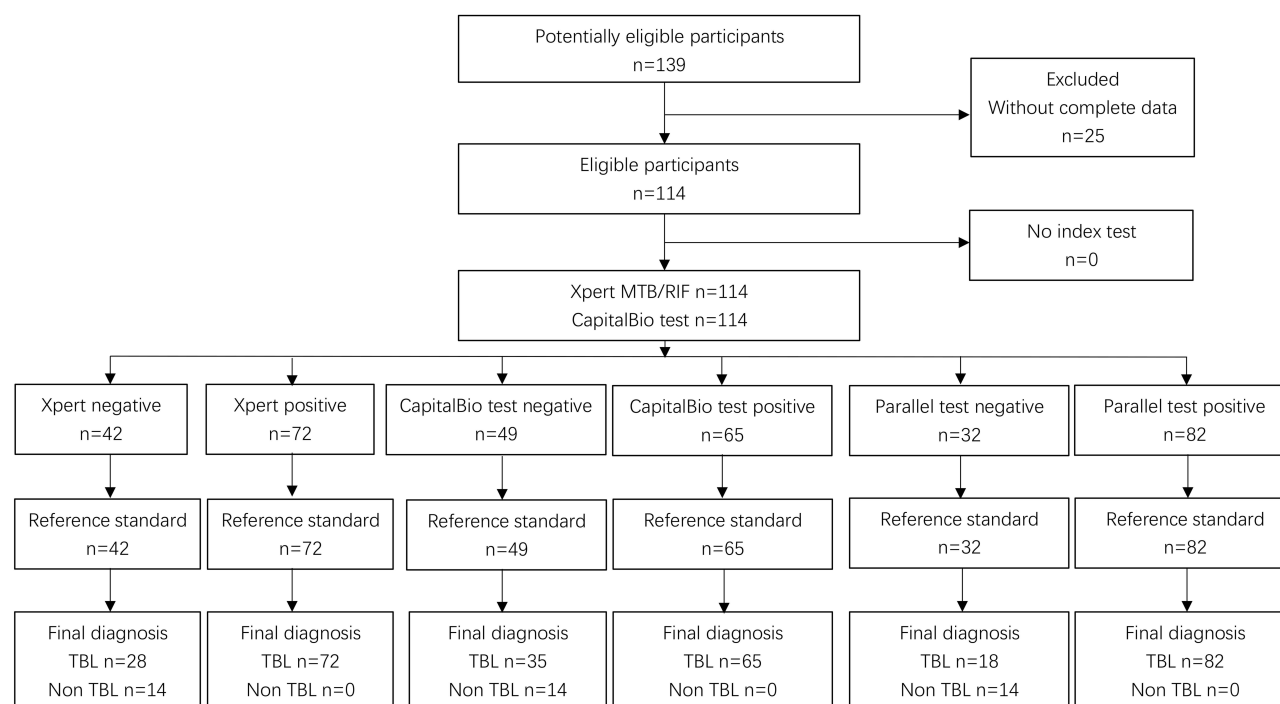 Potentially eligible participants
n=139
Excluded
Without complete data
n=25
Eligible participants
n=114
No index test
n=0
Xpert MTB/RIF n=114
CapitalBio test n=114
Xpert negative
n=42
Xpert positive
n=72
CapitalBio test negative
n=49
CapitalBio test positive
n=65
Parallel test negative
n=32
Parallel test positive
n=82
Reference standard
n=42
Reference standard
n=72
Reference standard
n=49
Reference standard
n=65
Reference standard
n=32
Reference standard
n=82
Final diagnosis
TBL n=28
Non TBL n=14
Final diagnosis
TBL n=72
Non TBL n=0
Final diagnosis
TBL n=35
Non TBL n=14
Final diagnosis
TBL n=65
Non TBL n=0
Final diagnosis
TBL n=18
Non TBL n=14
Final diagnosis
TBL n=82
Non TBL n=0